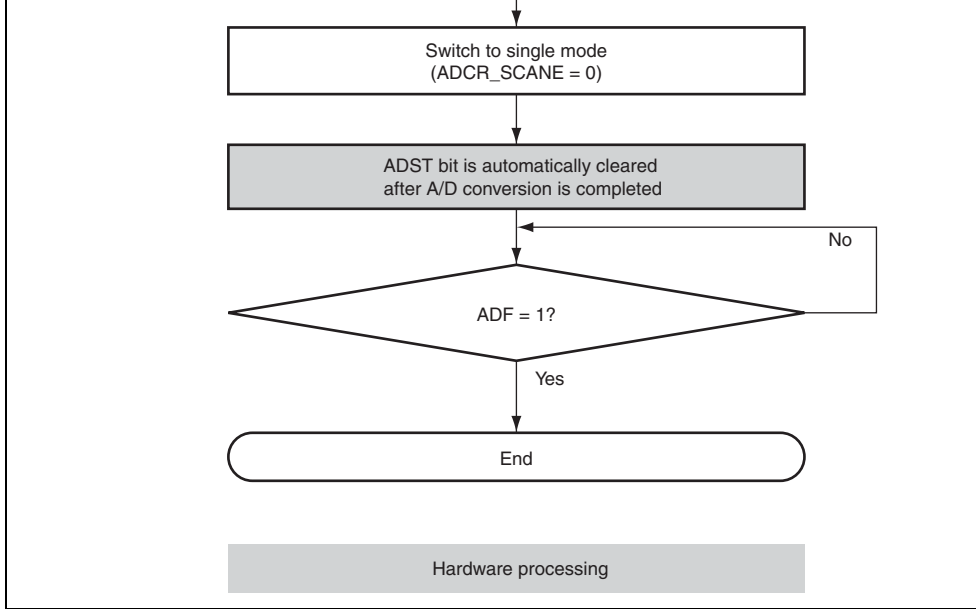 Switch to single mode
(ADCR_SCANE = 0)
ADST bit is automatically cleared
after A/D conversion is completed
No
ADF = 1?
Yes
End
Hardware processing